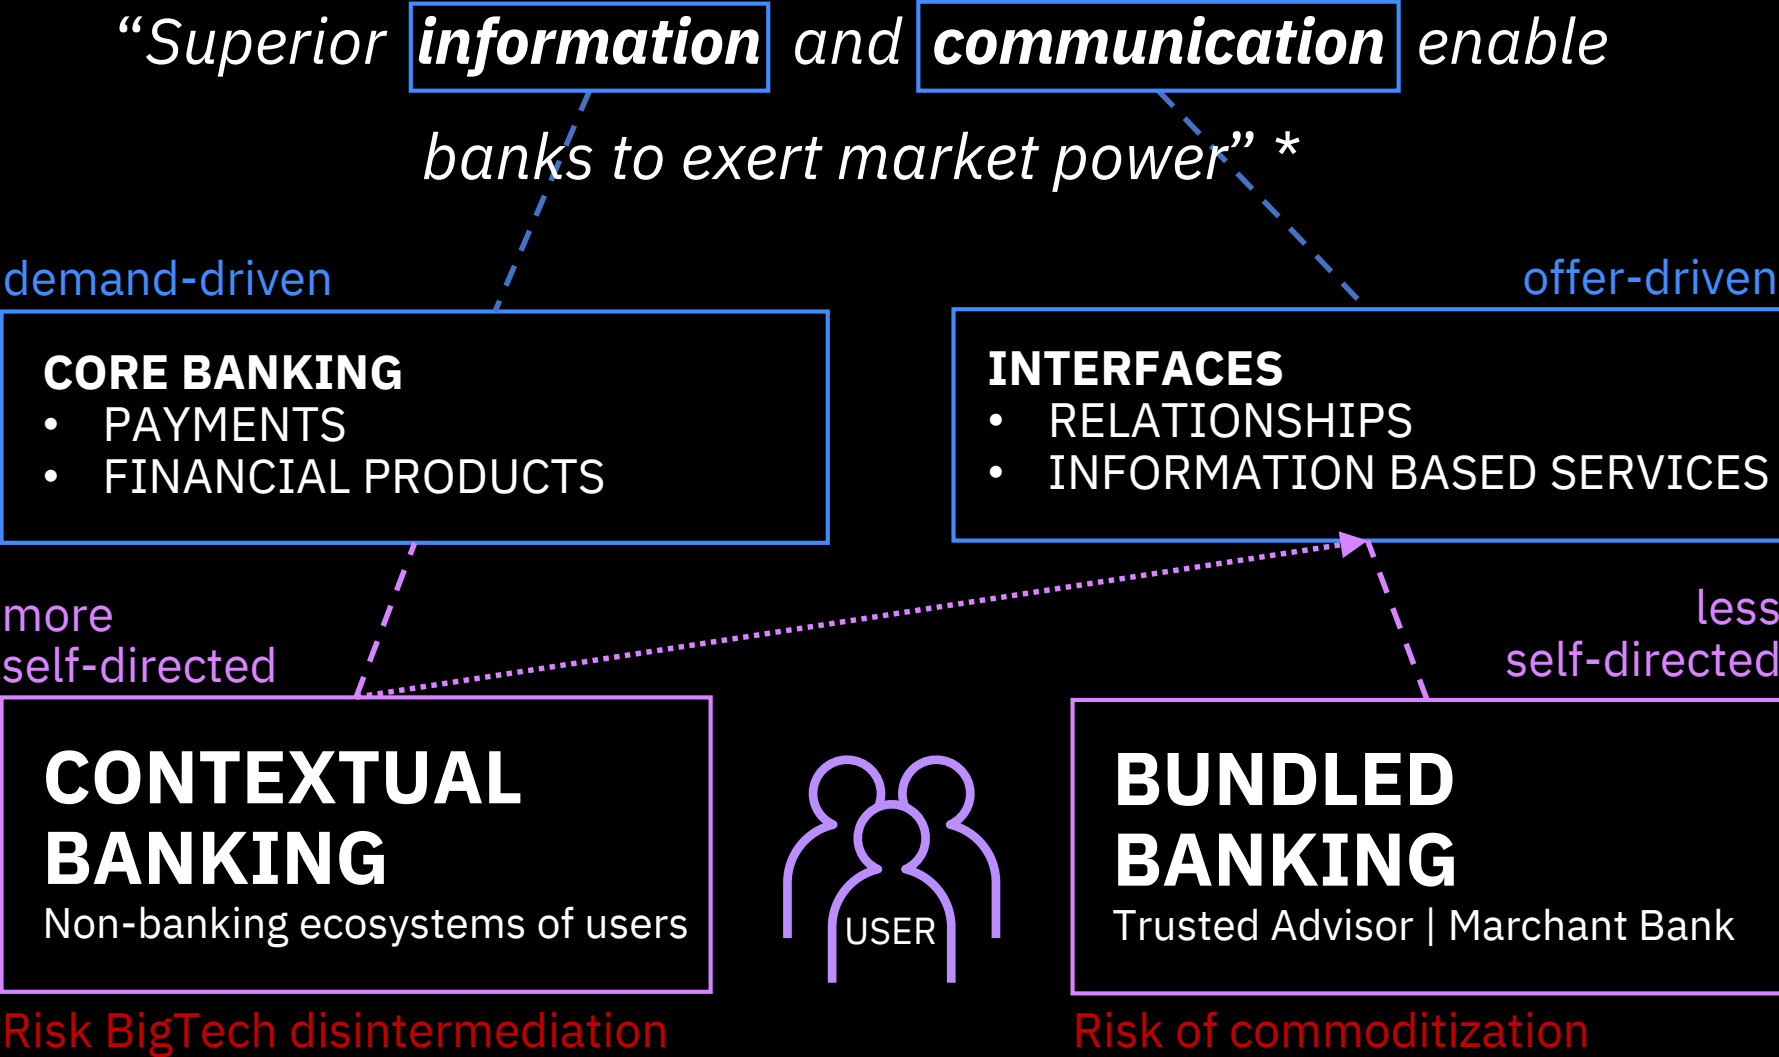 “Superior information and communication enable
banks to exert market power” *
demand-driven
offer-driven
CORE BANKING
• PAYMENTS
• FINANCIAL PRODUCTS
INTERFACES
• RELATIONSHIPS
• INFORMATION BASED SERVICES
more
self-directed
less
self-directed
CONTEXTUAL
BANKING
Non-banking ecosystems of users
USER
BUNDLED
BANKING
Trusted Advisor | Marchant Bank
Risk BigTech disintermediation
Risk of commoditization